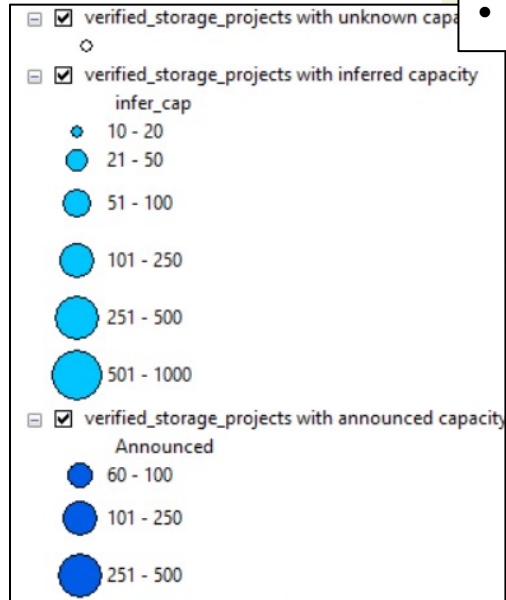 verified_storage_projects with unknown
verified_storage_projects with inferred capacity
infer_cap
10 - 20
21 - 50
51 - 100
101 - 250
251 - 500
501 - 1000
verified_storage_projects with announced capacity
Announced
60 - 100
101 - 250
251 - 500